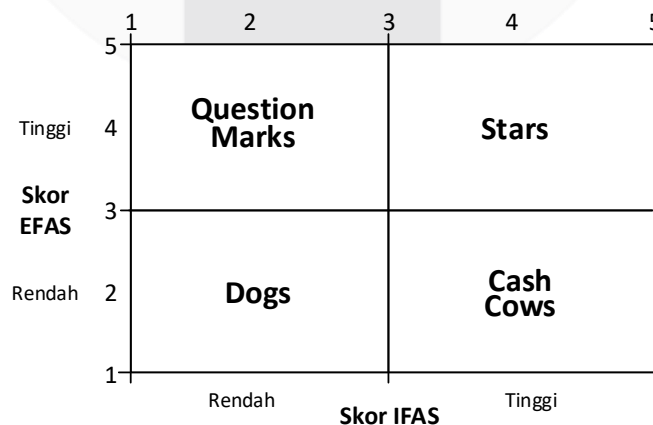 1 2 3 4 5
5
Question
Marks
Stars
Tinggi 4
Skor
EFAS
3
Rendah 2
Dogs
Cash
Cows
1
Rendah
Tinggi
Skor IFAS